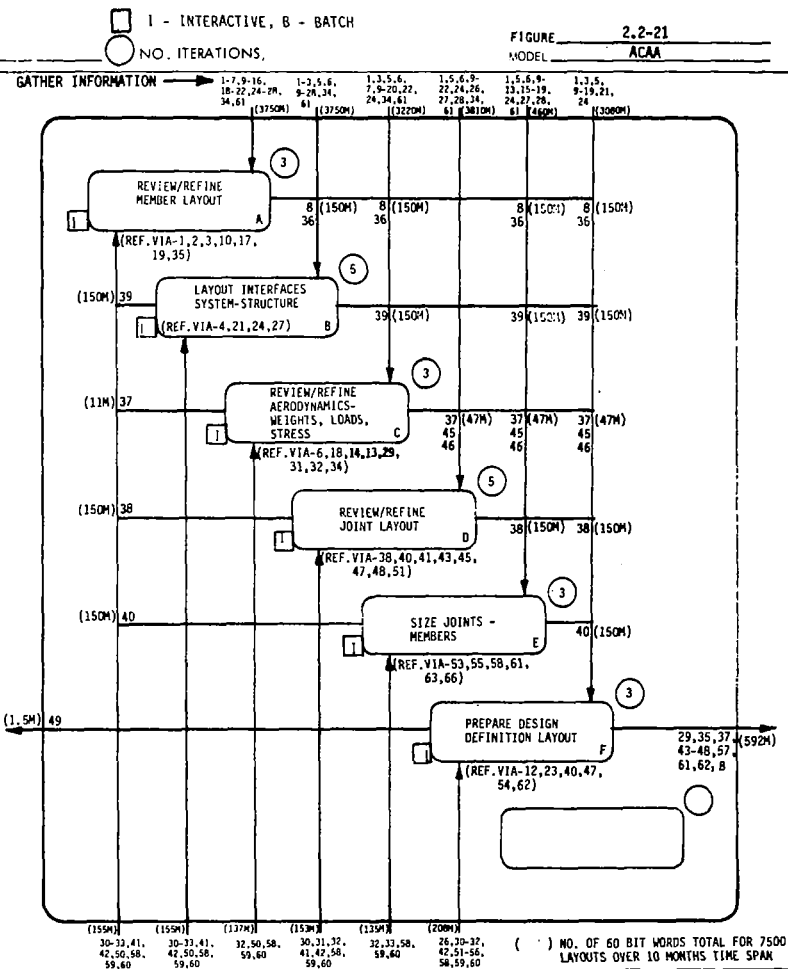 I - INTERACTIVE, B - BATCH
NO. ITERATIONS,
FIGURE 2.2-21
MODEL ACAA
GATHER INFORMATION
1-7,9-16,
18-22,24-28,
34,61
(3750M)
1-3,5,6,
9-28,34,
61
(3750M)
1,3,5,6,
7,9-20,22,
24,34,61
(3220M)
1,5,6,9-
22,24,26,
27,28,34,
61 (3810M)
1,5,6,9-
13,15-19,
24,27,28,
61 (460M)
1,3,5,
9-19,21,
24
(3080M)
3
REVIEW/REFINE
MEMBER LAYOUT
A
I
(REF.VIA-1,2,3,10,17,
19,35)
8 (150M)
36
8 (150M)
36
8 (150M)
36
8 (150M)
36
5
LAYOUT INTERFACES
SYSTEM-STRUCTURE
(REF.VIA-4,21,24,27) B
I
(150M) 39
39 (150M)
39 (150M)
39 (150M)
3
REVIEW/REFINE
AERODYNAMICS-
WEIGHTS, LOADS,
STRESS C
I
(REF.VIA-6,18,14,13,29,
31,32,34)
(11M) 37
37 (47M)
45
46
37 (47M)
45
46
37 (47M)
45
46
5
REVIEW/REFINE
JOINT LAYOUT
D
I
(REF.VIA-38,40,41,43,45,
47,48,51)
(150M) 38
38 (150M)
38 (150M)
3
SIZE JOINTS -
MEMBERS
E
I
(REF.VIA-53,55,58,61,
63,66)
(150M) 40
40 (150M)
3
PREPARE DESIGN
DEFINITION LAYOUT
F
I
(REF.VIA-12,23,40,47,
54,62)
(1.5M) 49
29,35,37,
43-48,57,
61,62,8
(592M)
(155M)
30-33,41,
42,50,58,
59,60
(155M)
30-33,41,
42,50,58,
59,60
(137M)
32,50,58,
59,60
(153M)
30,31,32,
41,42,58,
59,60
(135M)
32,33,58,
59,60
(208M)
26,30-32,
42,51-56,
58,59,60
( ) NO. OF 60 BIT WORDS TOTAL FOR 7500
LAYOUTS OVER 10 MONTHS TIME SPAN